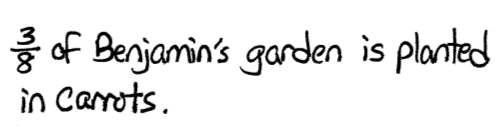 3/8 of Benjamin's garden is planted
in Carrots.